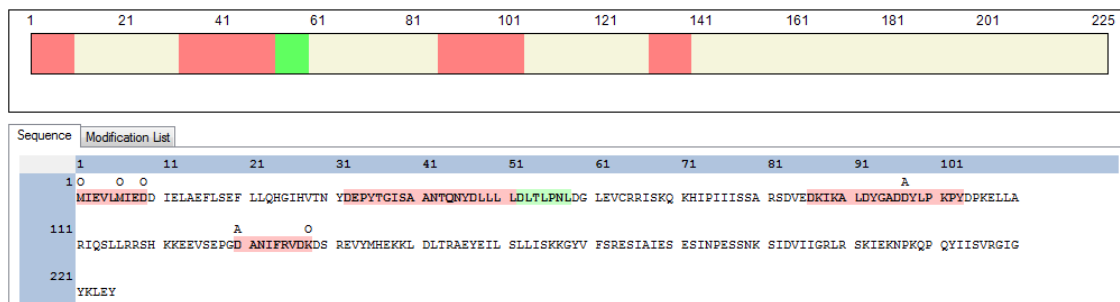 1 21 41 61 81 101 121 141 161 181 201 225
Sequence Modification List
1 11 21 31 41 51 61 71 81 91 101
1 O O O A
MIEVLMIEDD IELAEFLSEF LLQHGIHVTN YDEPYTGISA ANTQNYDLLL LDLTLPNLDG LEVCRRISKQ KHIPIIISSA RSDVEDKIKA LDYGADDYLP KPYDPKELLA
111 A O
RIQSLLRRSH KKEEVSEPGD ANIFRVDKDS REVYMHEKKL DLTRAEYEIL SLLISKKGYV FSRESIAIES ESINPESSNK SIDVIIGRLR SKIEKNPKQP QYIISVRGIG
221
YKLEY